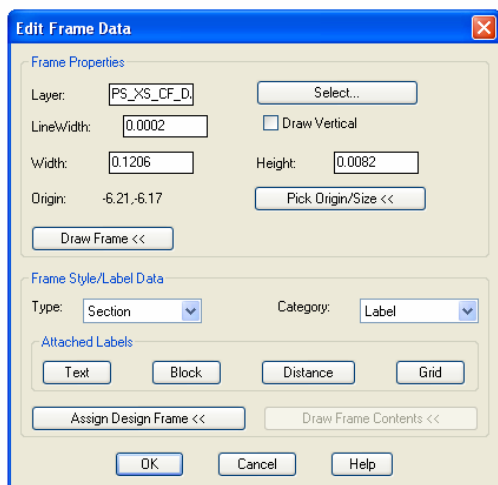 Edit Frame Data
Frame Properties
Layer: PS_XS_CF_D, Select...
LineWidth: 0.0002 Draw Vertical
Width: 0.1206 Height: 0.0082
Origin: -6.21,-6.17 Pick Origin/Size <<
Draw Frame <<
Frame Style/Label Data
Type: Section Category: Label
Attached Labels
Text Block Distance Grid
Assign Design Frame << Draw Frame Contents <<
OK Cancel Help